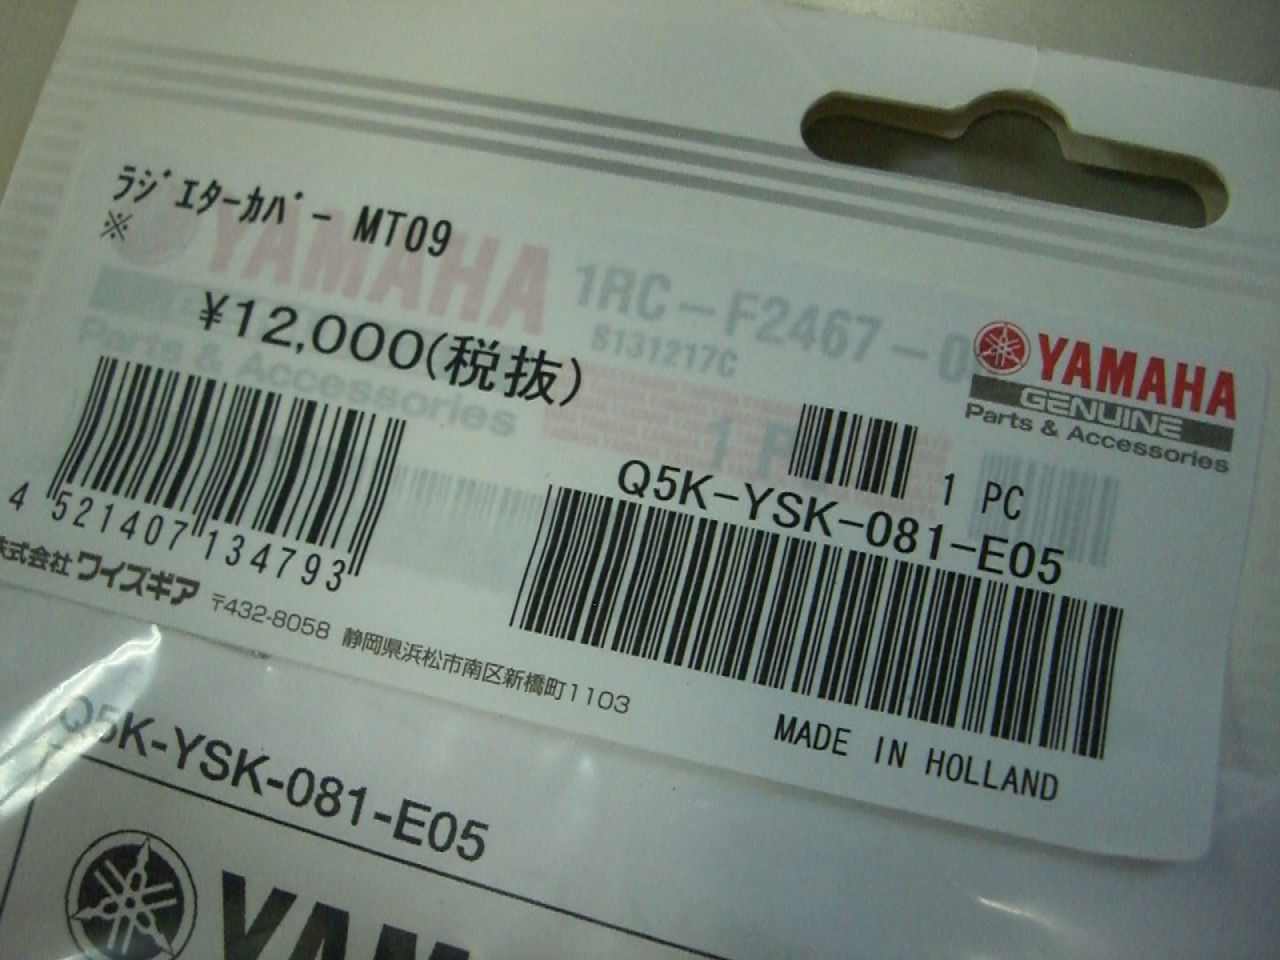 ﾗｼﾞｴﾀｰｶﾊﾞｰ MT09
※
YAMAHA
1RC-F2467-0
S131217C
Parts & Accessories
1 P
¥12,000(税抜)
YAMAHA
GENUINE
Parts & Accessories
1 PC
Q5K-YSK-081-E05
4 521407 134793
株式会社 ワイズギア 〒432-8058 静岡県浜松市南区新橋町1103
MADE IN HOLLAND
Q5K-YSK-081-E05
YAM